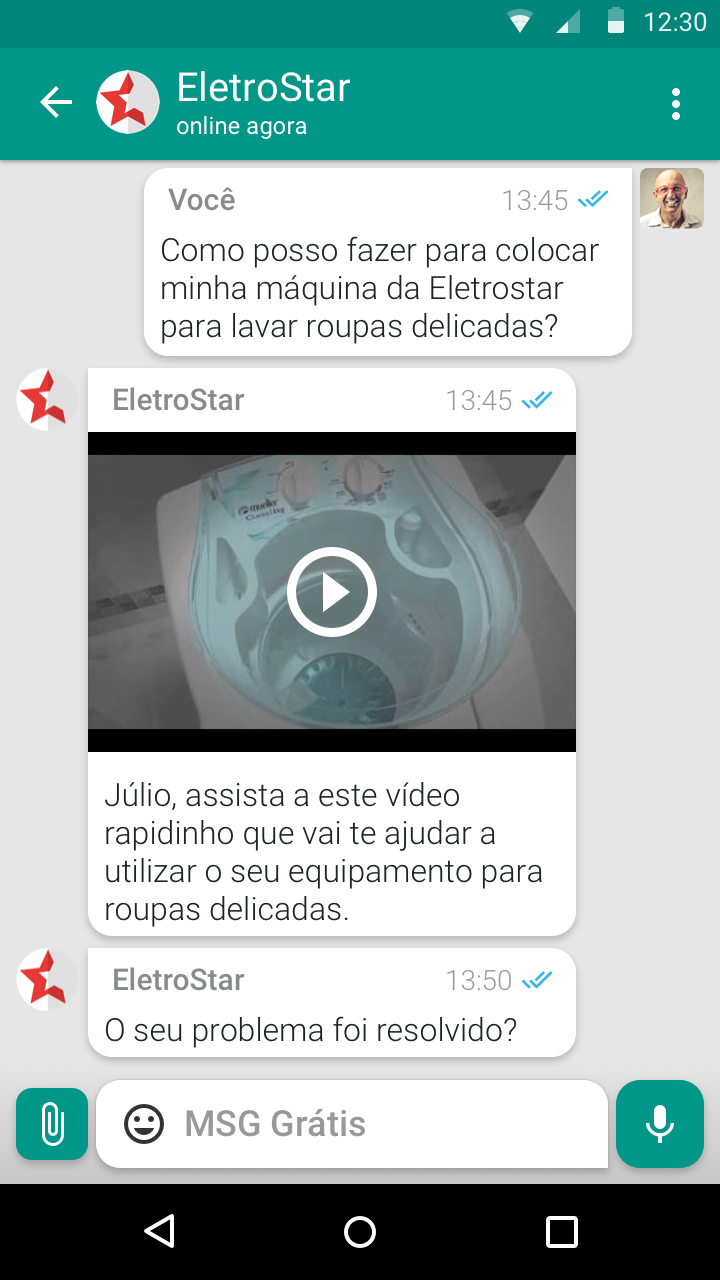 12:30
EletroStar
online agora
Você 13:45
Como posso fazer para colocar
minha máquina da Eletrostar
para lavar roupas delicadas?
EletroStar 13:45
mueller
Júlio, assista a este vídeo
rapidinho que vai te ajudar a
utilizar o seu equipamento para
roupas delicadas.
EletroStar 13:50
O seu problema foi resolvido?
MSG Grátis